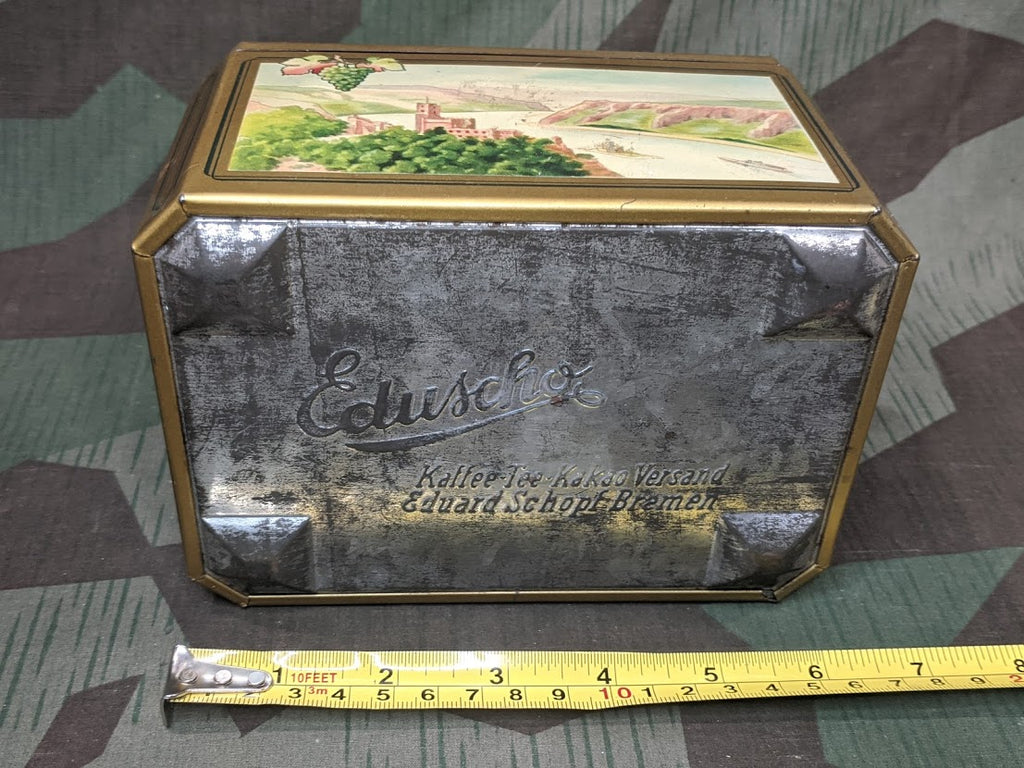 Eduscho
Kaffee-Tee-Kakao Versand
Eduard Schopf-Bremen
1 10FEET 2 3 4 5 6 7 8
3 3m 4 5 6 7 8 9 10 1 2 3 4 5 6 7 8 9 2